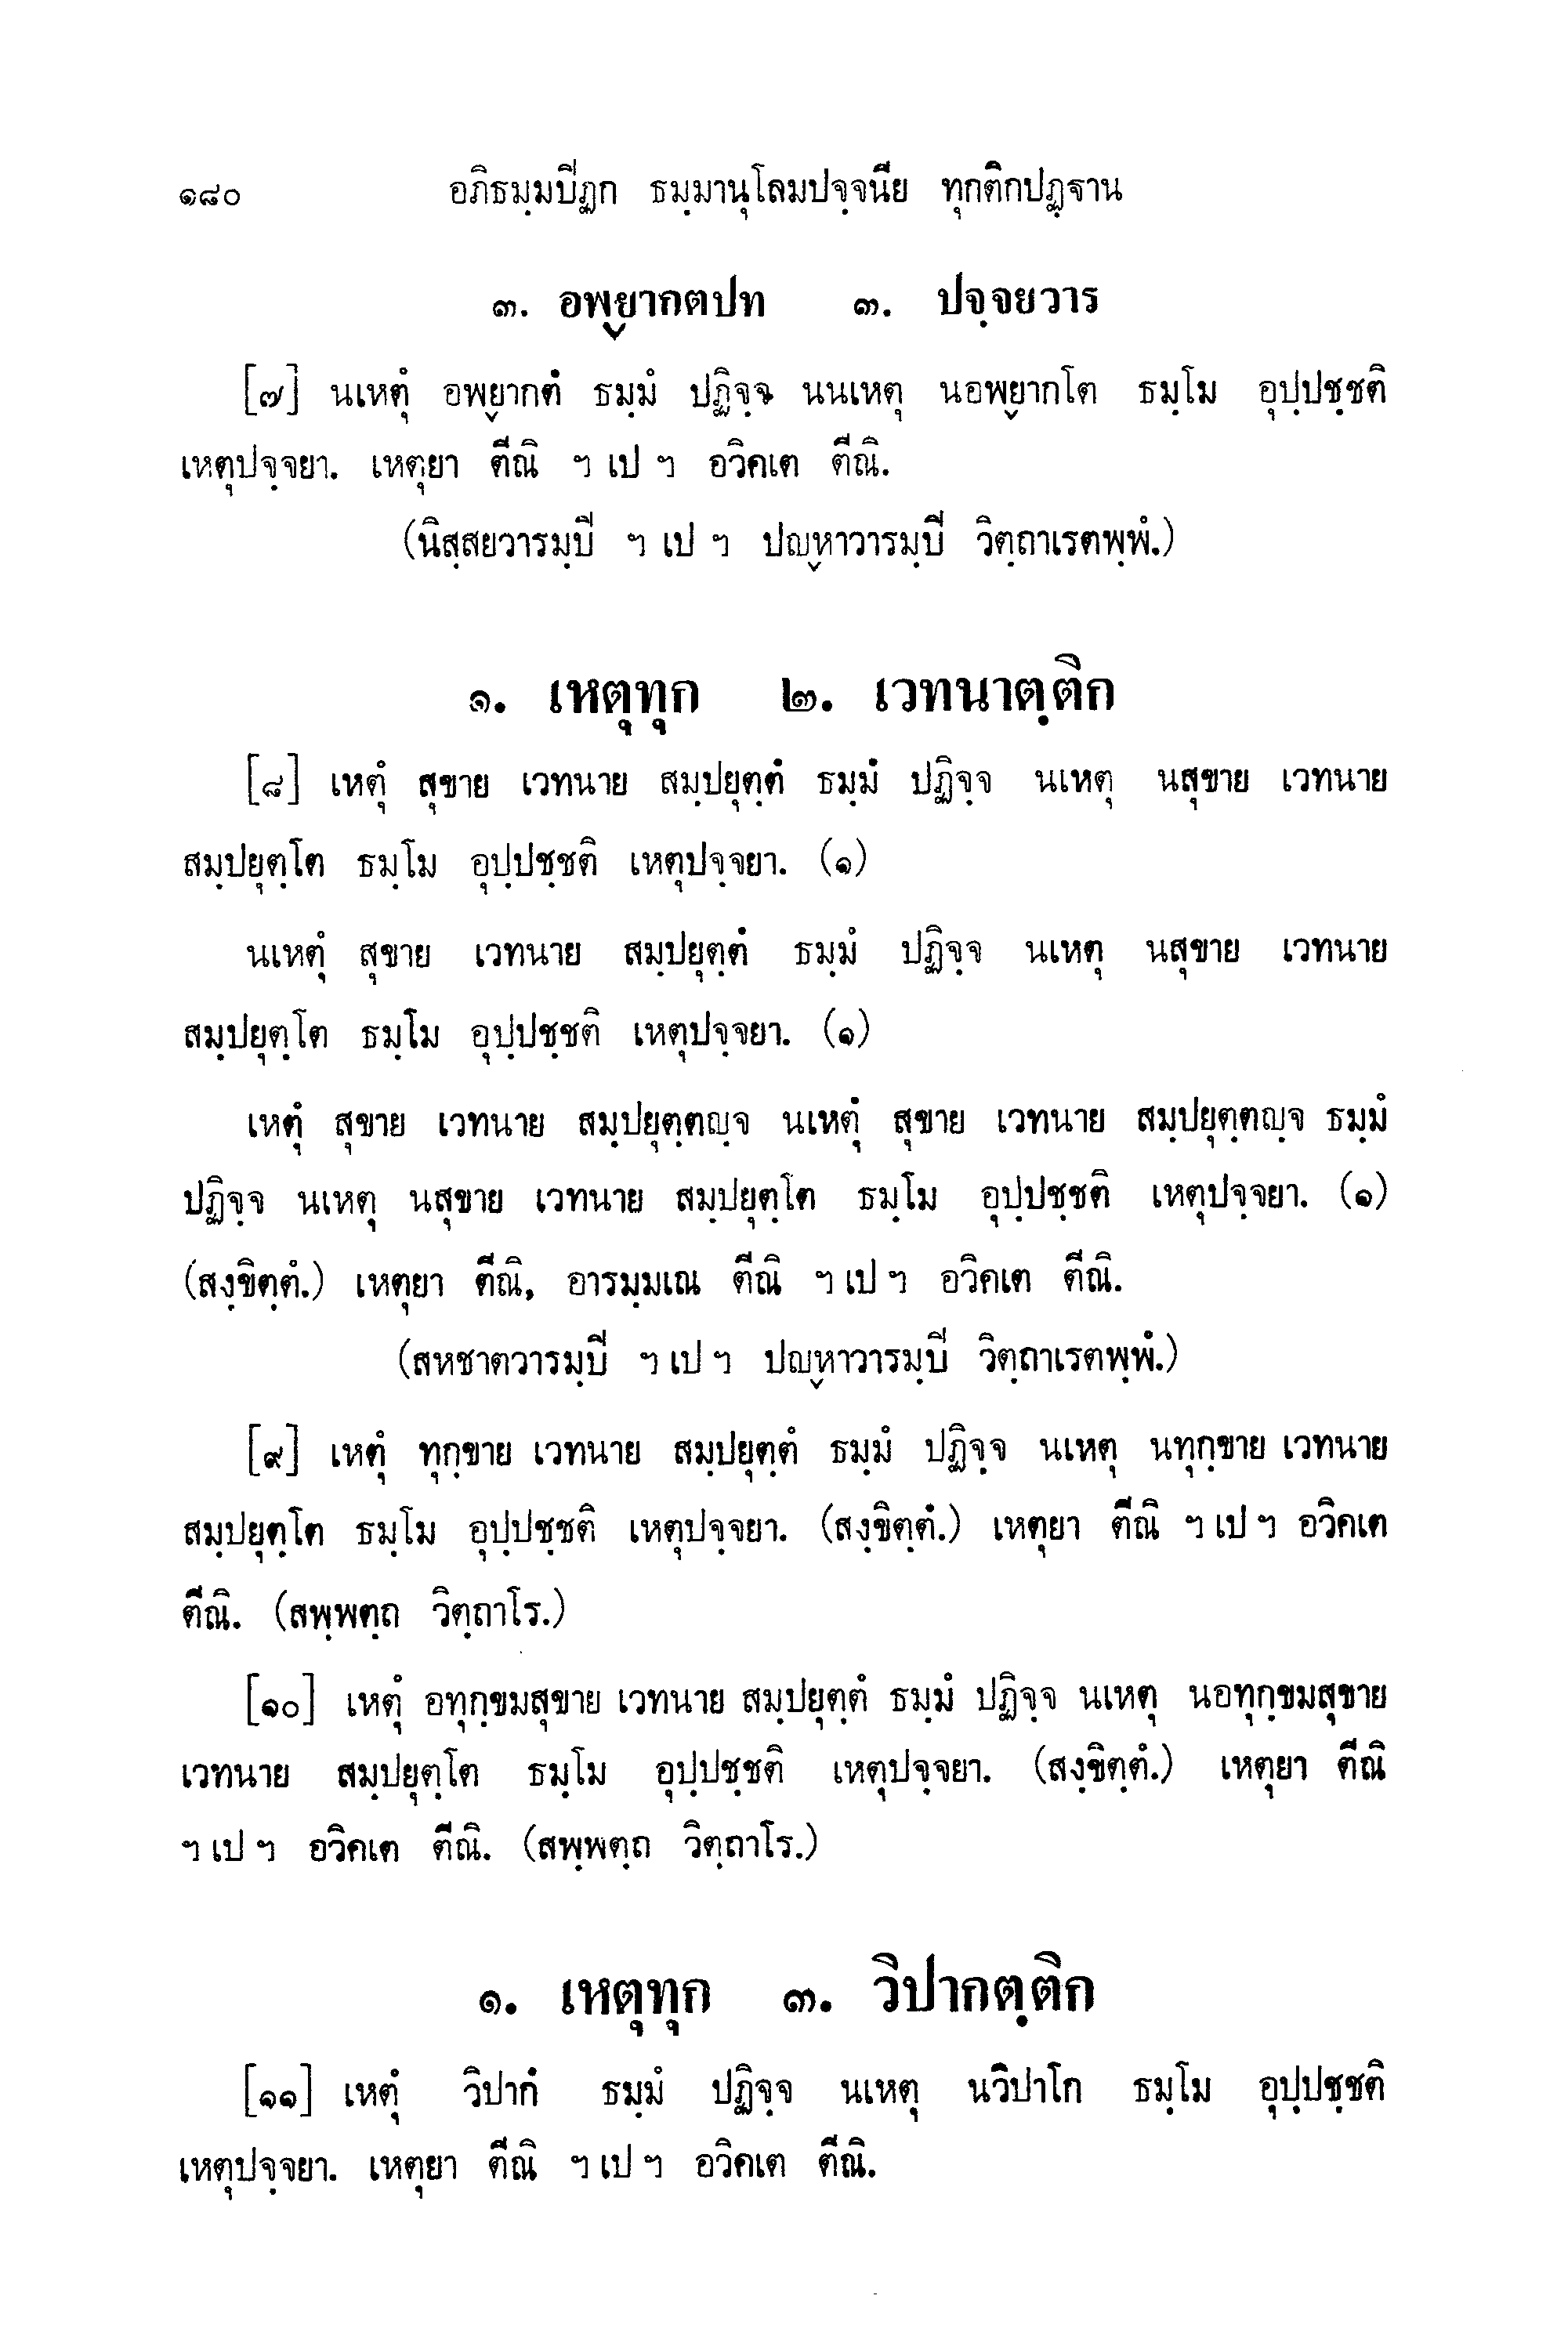 ๑๘๐ อภิธมฺมปิฏก ธมฺมานุโลมปจฺจนีย ทุกติกปฏฺฐาน
๓. อพฺยากตปท ๓. ปจฺจยวาร
[๗] นเหตุํ อพฺยากตํ ธมฺมํ ปฏิจฺจ นนเหตุ นอพฺยากโต ธมฺโม อุปฺปชฺชติ
เหตุปจฺจยา. เหตุยา ตีณิ ฯ เป ฯ อวิคเต ตีณิ.
(นิสฺสยวารมฺปิ ฯ เป ฯ ปญฺหาวารมฺปิ วิตฺถาเรตพฺพํ.)
๑. เหตุทุก ๒. เวทนาตฺติก
[๘] เหตุํ สุขาย เวทนาย สมฺปยุตฺตํ ธมฺมํ ปฏิจฺจ นเหตุ นสุขาย เวทนาย
สมฺปยุตฺโต ธมฺโม อุปฺปชฺชติ เหตุปจฺจยา. (๑)
นเหตุํ สุขาย เวทนาย สมฺปยุตฺตํ ธมฺมํ ปฏิจฺจ นเหตุ นสุขาย เวทนาย
สมฺปยุตฺโต ธมฺโม อุปฺปชฺชติ เหตุปจฺจยา. (๑)
เหตุํ สุขาย เวทนาย สมฺปยุตฺตญฺจ นเหตุํ สุขาย เวทนาย สมฺปยุตฺตญฺจ ธมฺมํ
ปฏิจฺจ นเหตุ นสุขาย เวทนาย สมฺปยุตฺโต ธมฺโม อุปฺปชฺชติ เหตุปจฺจยา. (๑)
(สงฺขิตฺตํ.) เหตุยา ตีณิ, อารมฺมเณ ตีณิ ฯ เป ฯ อวิคเต ตีณิ.
(สหชาตวารมฺปิ ฯ เป ฯ ปญฺหาวารมฺปิ วิตฺถาเรตพฺพํ.)
[๙] เหตุํ ทุกฺขาย เวทนาย สมฺปยุตฺตํ ธมฺมํ ปฏิจฺจ นเหตุ นทุกฺขาย เวทนาย
สมฺปยุตฺโต ธมฺโม อุปฺปชฺชติ เหตุปจฺจยา. (สงฺขิตฺตํ.) เหตุยา ตีณิ ฯ เป ฯ อวิคเต
ตีณิ. (สพฺพตฺถ วิตฺถาโร.)
[๑๐] เหตุํ อทุกฺขมสุขาย เวทนาย สมฺปยุตฺตํ ธมฺมํ ปฏิจฺจ นเหตุ นอทุกฺขมสุขาย
เวทนาย สมฺปยุตฺโต ธมฺโม อุปฺปชฺชติ เหตุปจฺจยา. (สงฺขิตฺตํ.) เหตุยา ตีณิ
ฯ เป ฯ อวิคเต ตีณิ. (สพฺพตฺถ วิตฺถาโร.)
๑. เหตุทุก ๓. วิปากตฺติก
[๑๑] เหตุํ วิปากํ ธมฺมํ ปฏิจฺจ นเหตุ นวิปาโก ธมฺโม อุปฺปชฺชติ
เหตุปจฺจยา. เหตุยา ตีณิ ฯ เป ฯ อวิคเต ตีณิ.